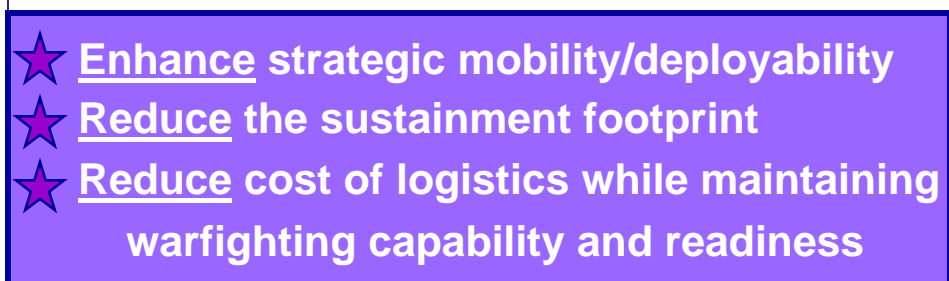 Enhance strategic mobility/deployability
Reduce the sustainment footprint
Reduce cost of logistics while maintaining
warfighting capability and readiness